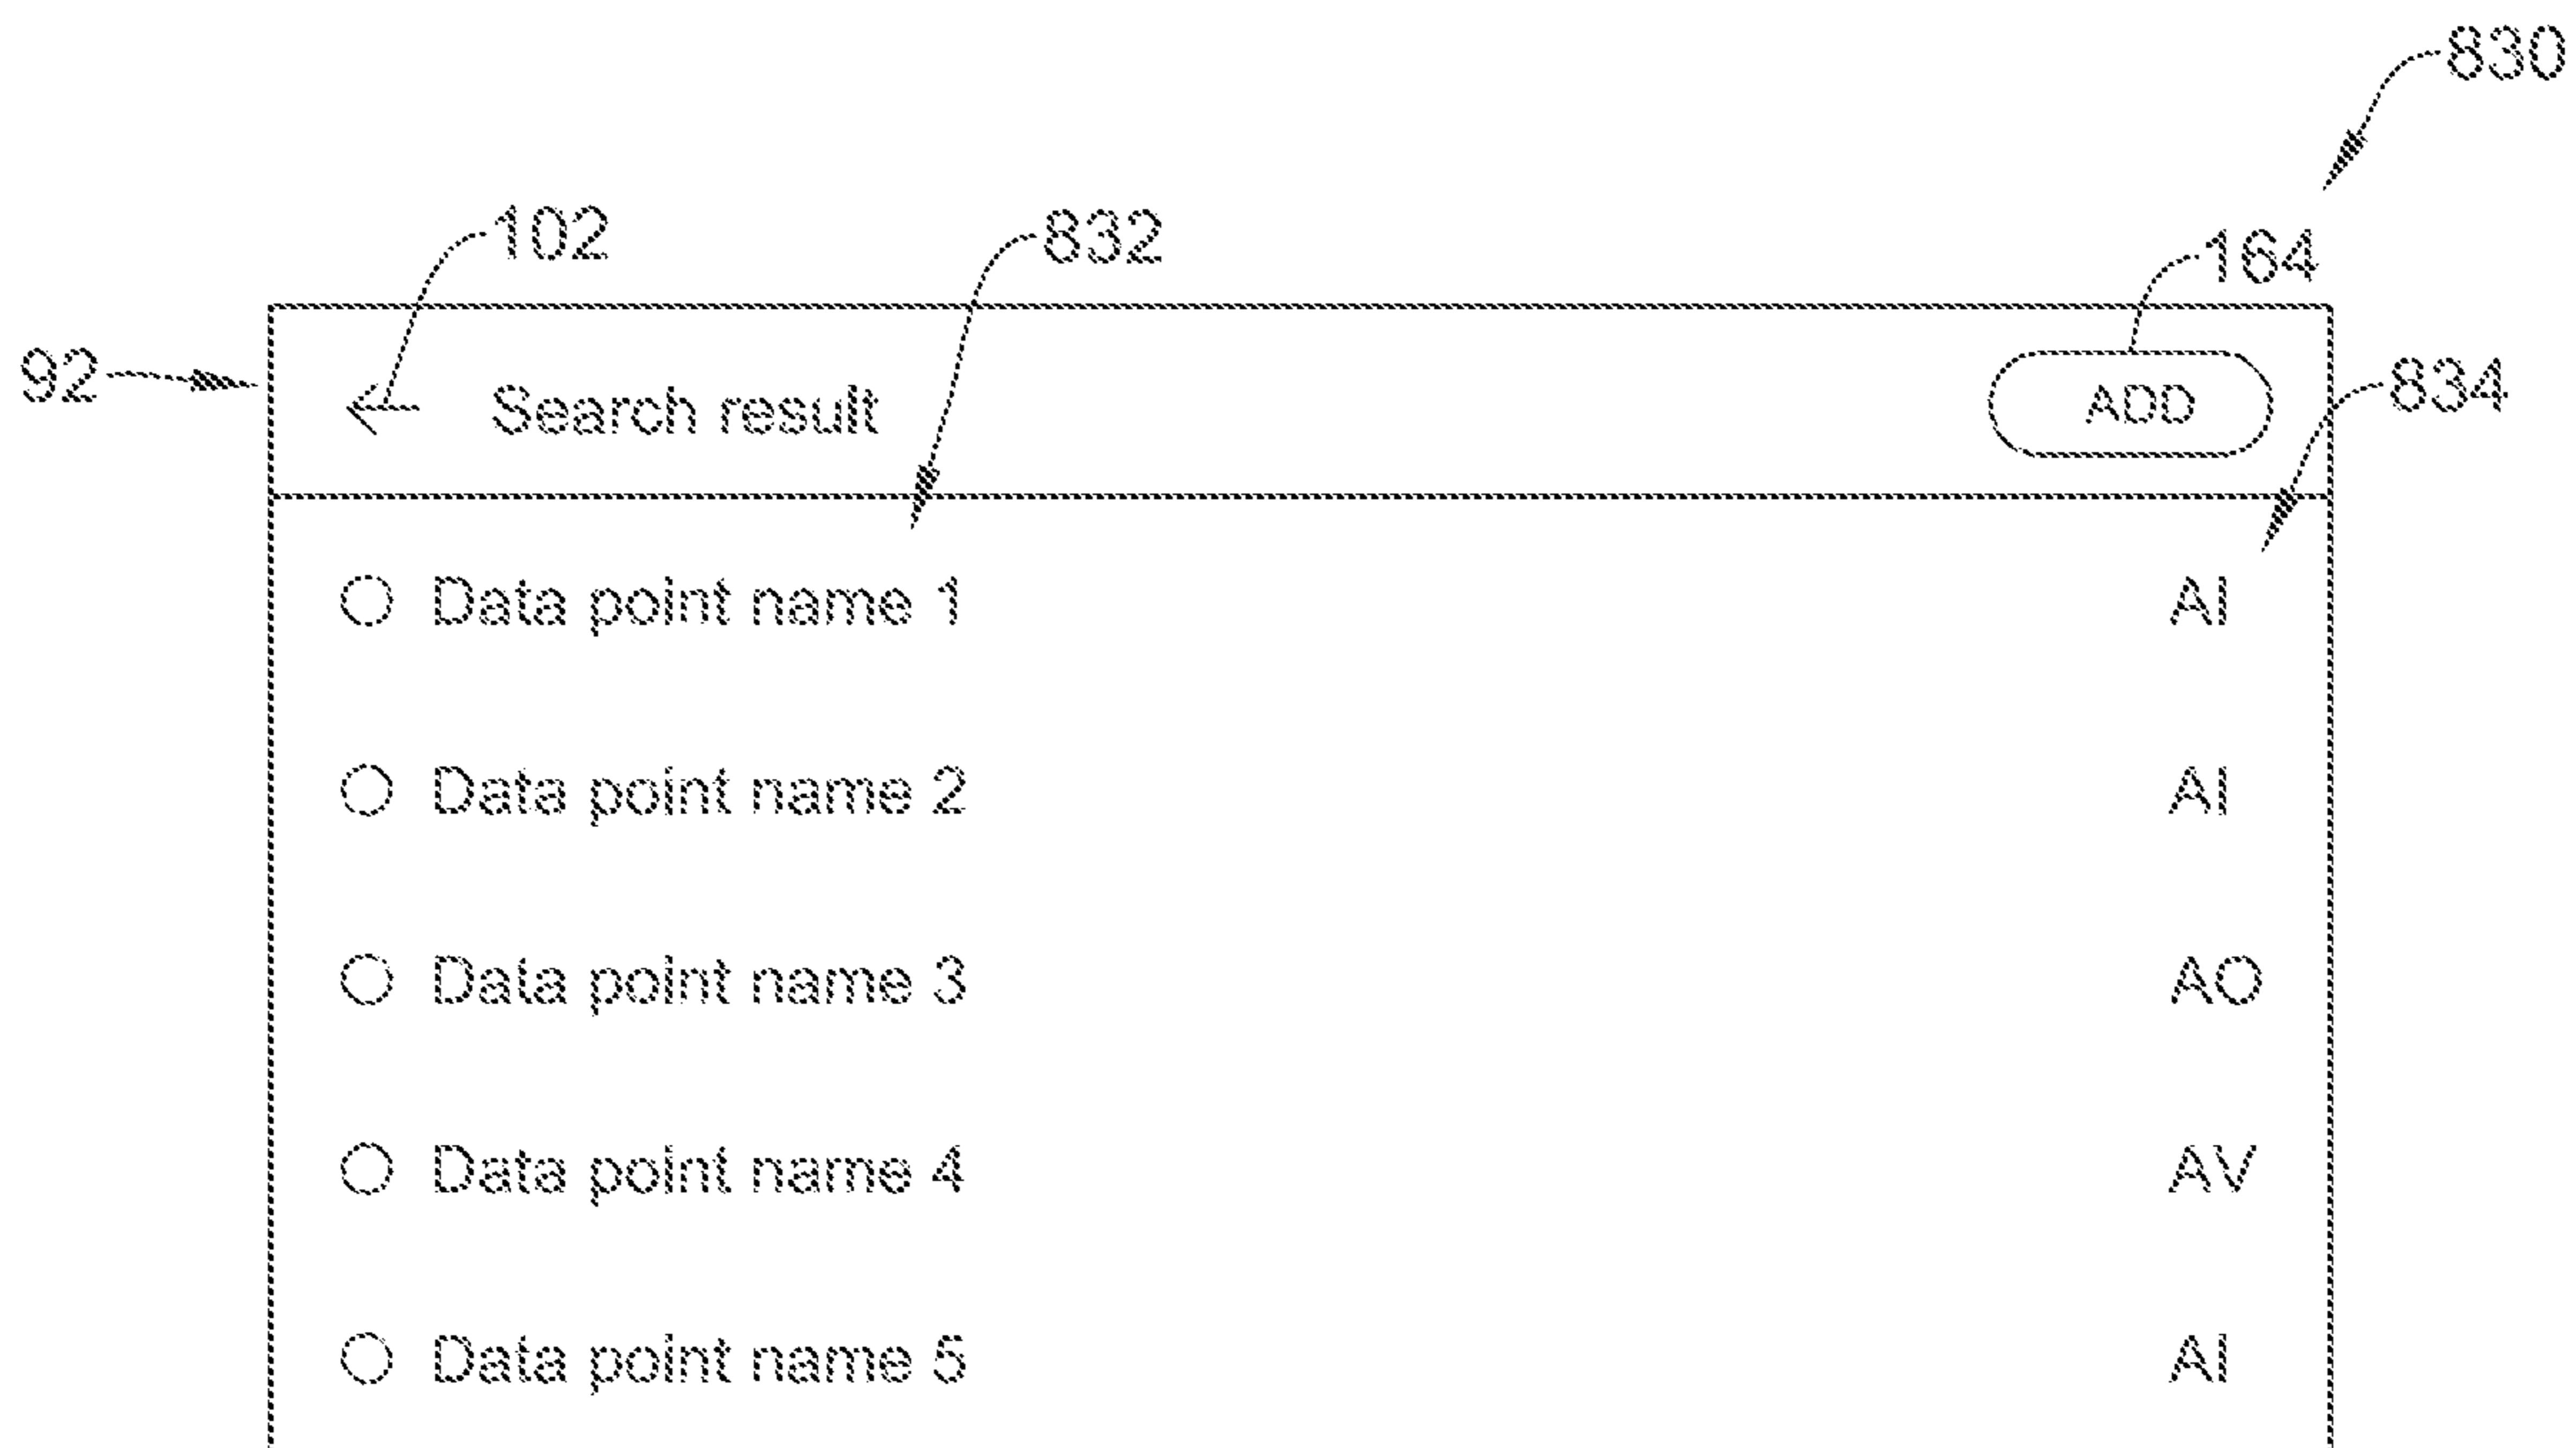 830
102
832
164
92
Search result
ADD
834
Data point name 1 AI
Data point name 2 AI
Data point name 3 AO
Data point name 4 AV
Data point name 5 AI